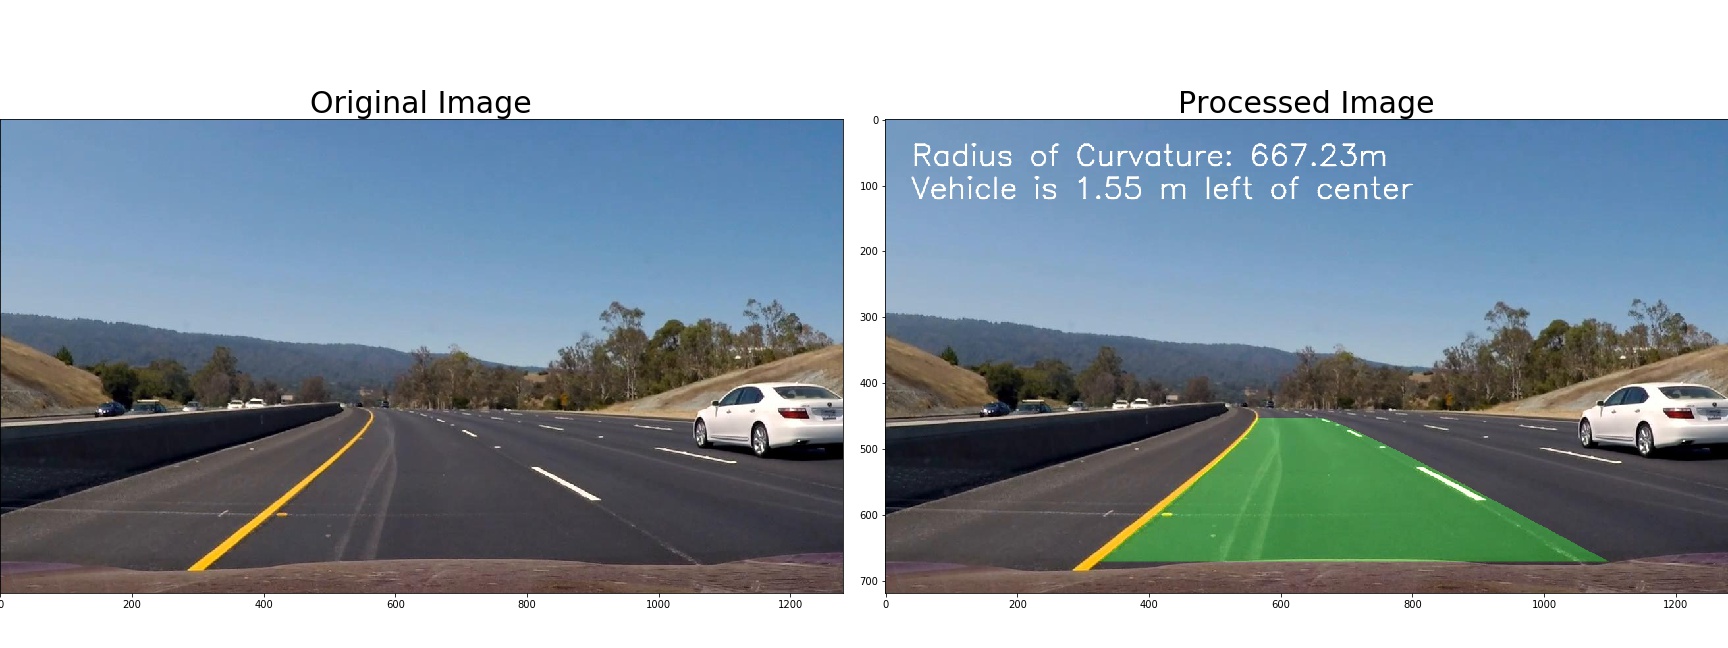 Original Image
Processed Image
Radius of Curvature: 667.23m
Vehicle is 1.55 m left of center
0
100
200
300
400
500
600
700
0 200 400 600 800 1000 1200
0 200 400 600 800 1000 1200